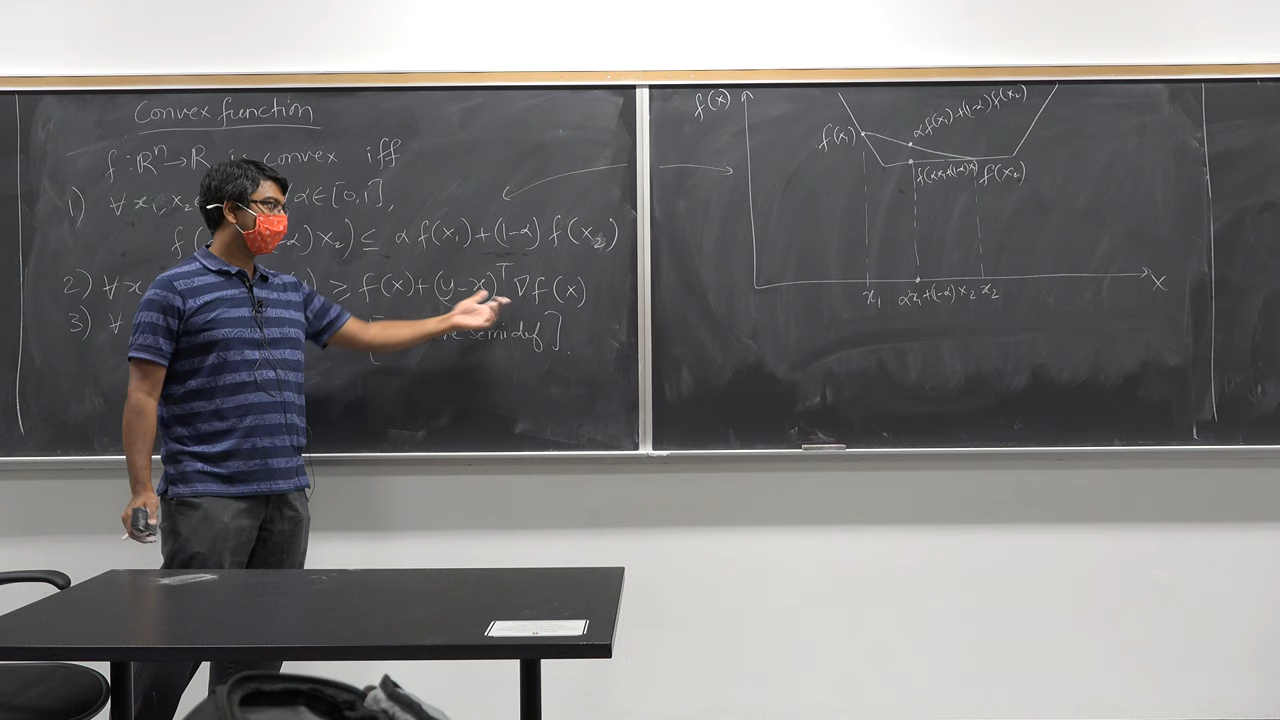 Convex function
f: Rⁿ → R is convex iff
1) ∀ x₁, x₂ α ∈ [0,1],
f( α) x₂) ≤ α f(x₁) + (1-α) f(x₂)
2) ∀ x ≥ f(x) + (y-x)ᵀ ∇f(x)
3) ∀ [ semidef ].
f(x)
f(x₁)
αf(x₁)+(1-α)f(x₂)
f(αx₁+(1-α)x₂)
f(x₂)
x₁
αx₁+(1-α)x₂
x₂
x